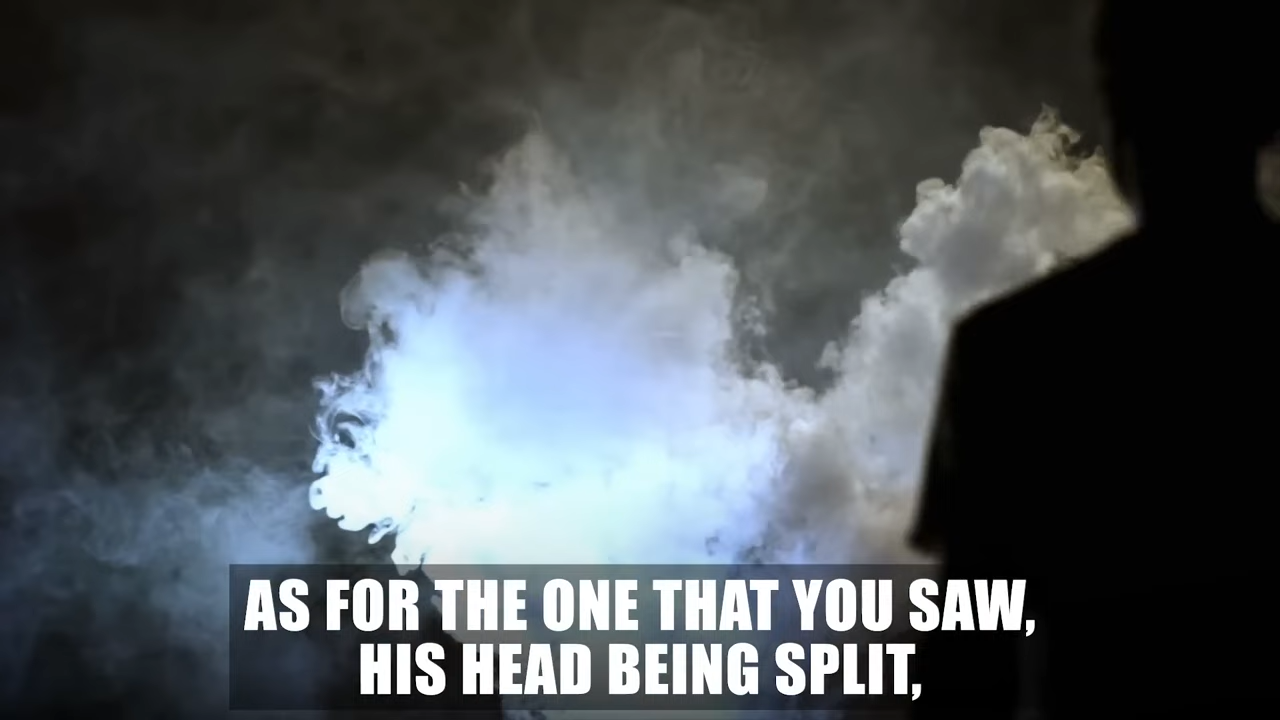 AS FOR THE ONE THAT YOU SAW,
HIS HEAD BEING SPLIT,